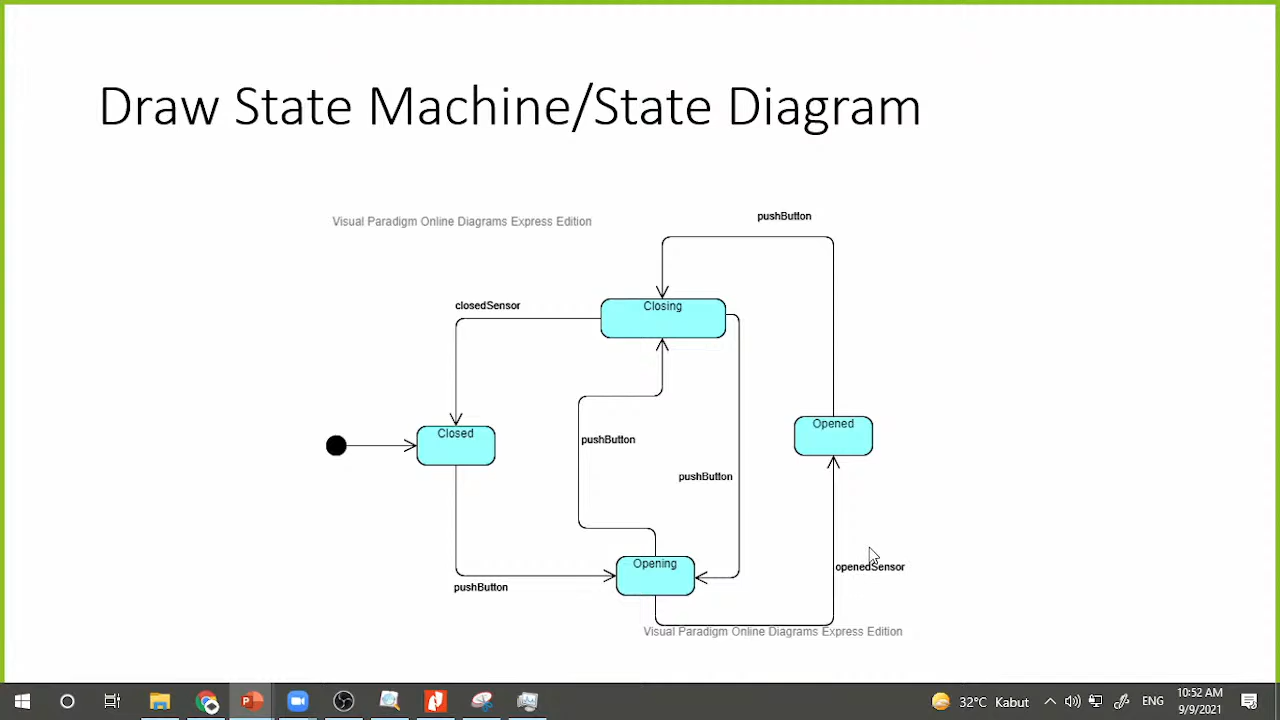 Draw State Machine/State Diagram
Visual Paradigm Online Diagrams Express Edition
pushButton
closedSensor
Closing
Closed
pushButton
Opened
pushButton
Opening
pushButton
openedSensor
Visual Paradigm Online Diagrams Express Edition
32°C Kabut
ENG
10:52 AM
9/9/2021